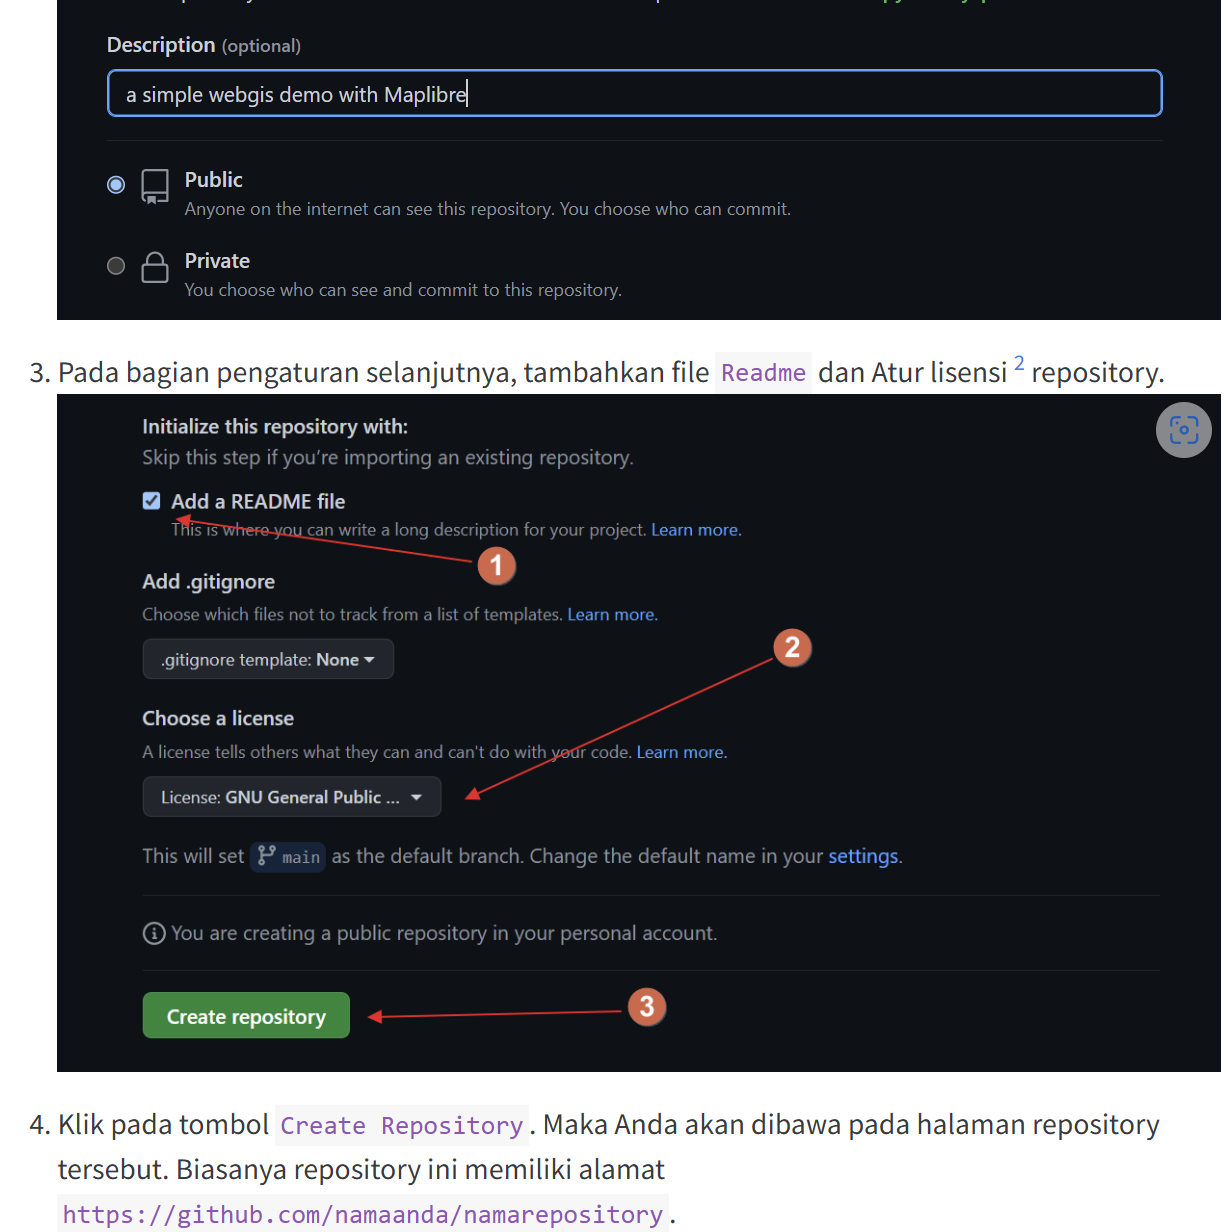 Description (optional)
a simple webgis demo with Maplibre
Public
Anyone on the internet can see this repository. You choose who can commit.
Private
You choose who can see and commit to this repository.
3. Pada bagian pengaturan selanjutnya, tambahkan file Readme dan Atur lisensi 2 repository.
Initialize this repository with:
Skip this step if you’re importing an existing repository.
Add a README file
This is where you can write a long description for your project. Learn more.
1
Add .gitignore
Choose which files not to track from a list of templates. Learn more.
2
.gitignore template: None
Choose a license
A license tells others what they can and can't do with your code. Learn more.
License: GNU General Public ...
This will set main as the default branch. Change the default name in your settings.
You are creating a public repository in your personal account.
Create repository
3
4. Klik pada tombol Create Repository. Maka Anda akan dibawa pada halaman repository
tersebut. Biasanya repository ini memiliki alamat
https://github.com/namaanda/namarepository.